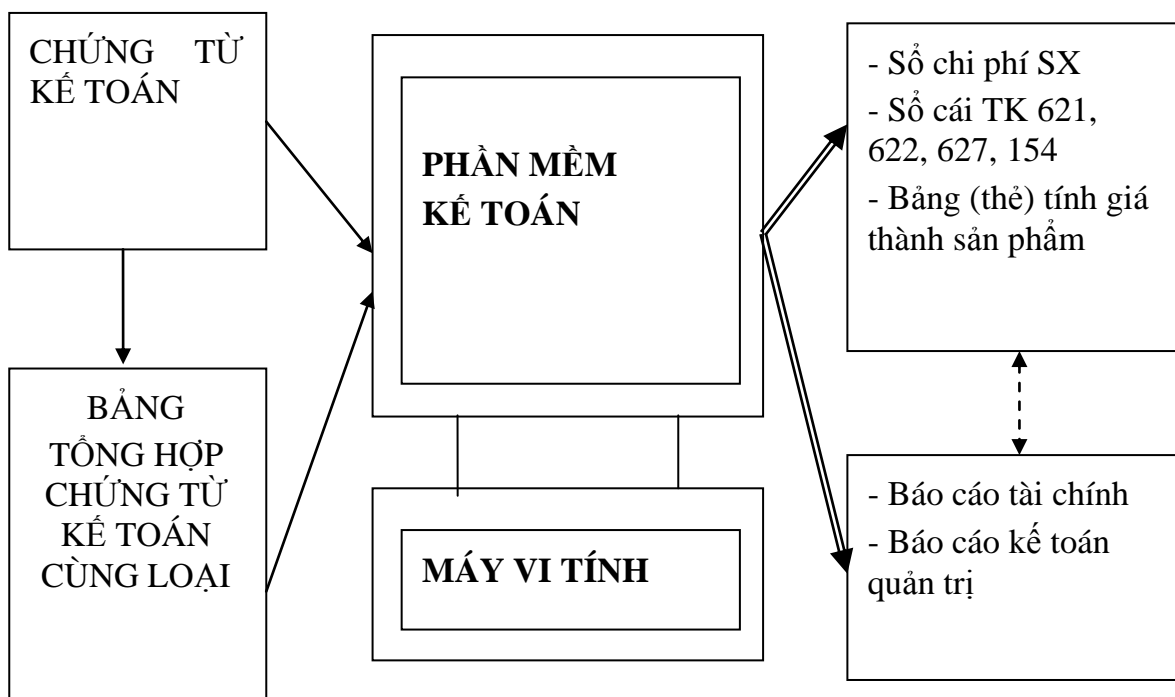 CHỨNG TỪ
KẾ TOÁN
BẢNG
TỔNG HỢP
CHỨNG TỪ
KẾ TOÁN
CÙNG LOẠI
PHẦN MỀM
KẾ TOÁN
MÁY VI TÍNH
- Sổ chi phí SX
- Sổ cái TK 621,
622, 627, 154
- Bảng (thẻ) tính giá
thành sản phẩm
- Báo cáo tài chính
- Báo cáo kế toán
quản trị